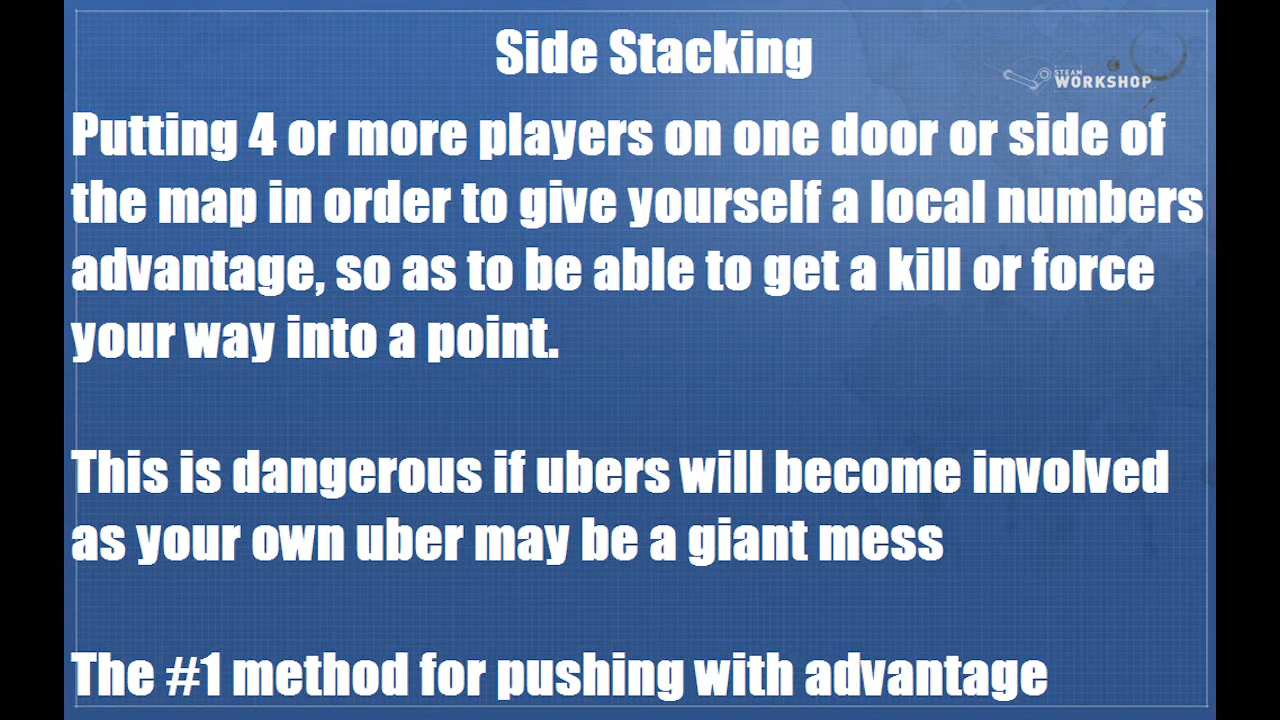 Side Stacking
STEAM
WORKSHOP
Putting 4 or more players on one door or side of
the map in order to give yourself a local numbers
advantage, so as to be able to get a kill or force
your way into a point.
This is dangerous if ubers will become involved
as your own uber may be a giant mess
The #1 method for pushing with advantage